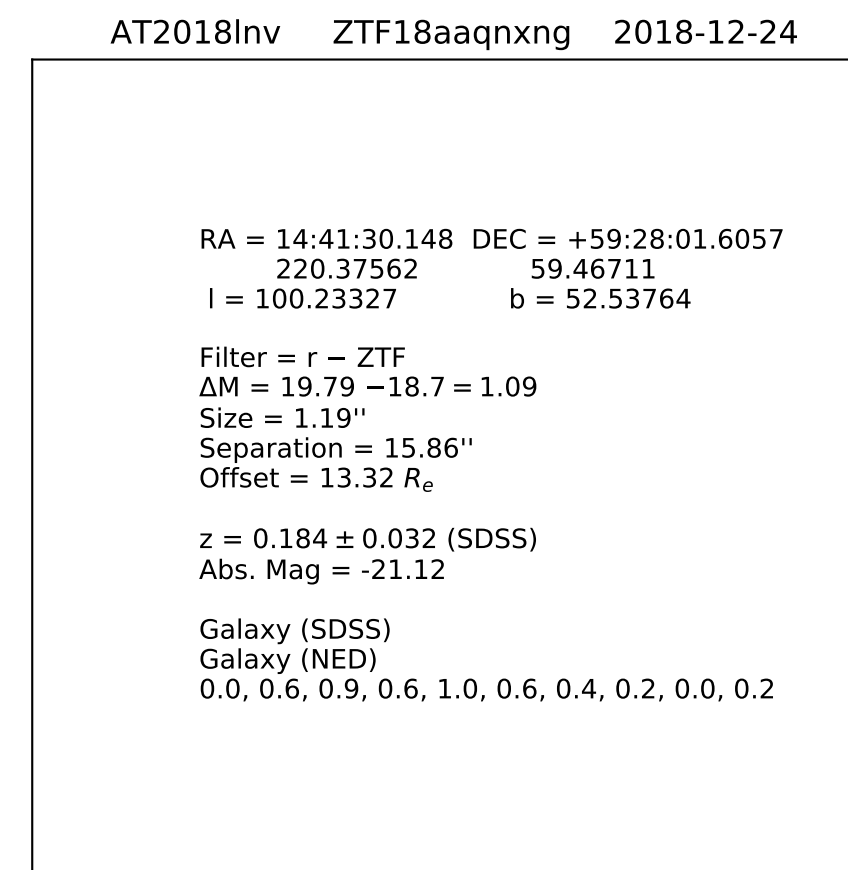 AT2018lnv ZTF18aaqnxng 2018-12-24
RA = 14:41:30.148 DEC = +59:28:01.6057
220.37562 59.46711
l = 100.23327 b = 52.53764
Filter = r − ZTF
ΔM = 19.79 −18.7 = 1.09
Size = 1.19''
Separation = 15.86''
Offset = 13.32 Rₑ
z = 0.184 ± 0.032 (SDSS)
Abs. Mag = -21.12
Galaxy (SDSS)
Galaxy (NED)
0.0, 0.6, 0.9, 0.6, 1.0, 0.6, 0.4, 0.2, 0.0, 0.2